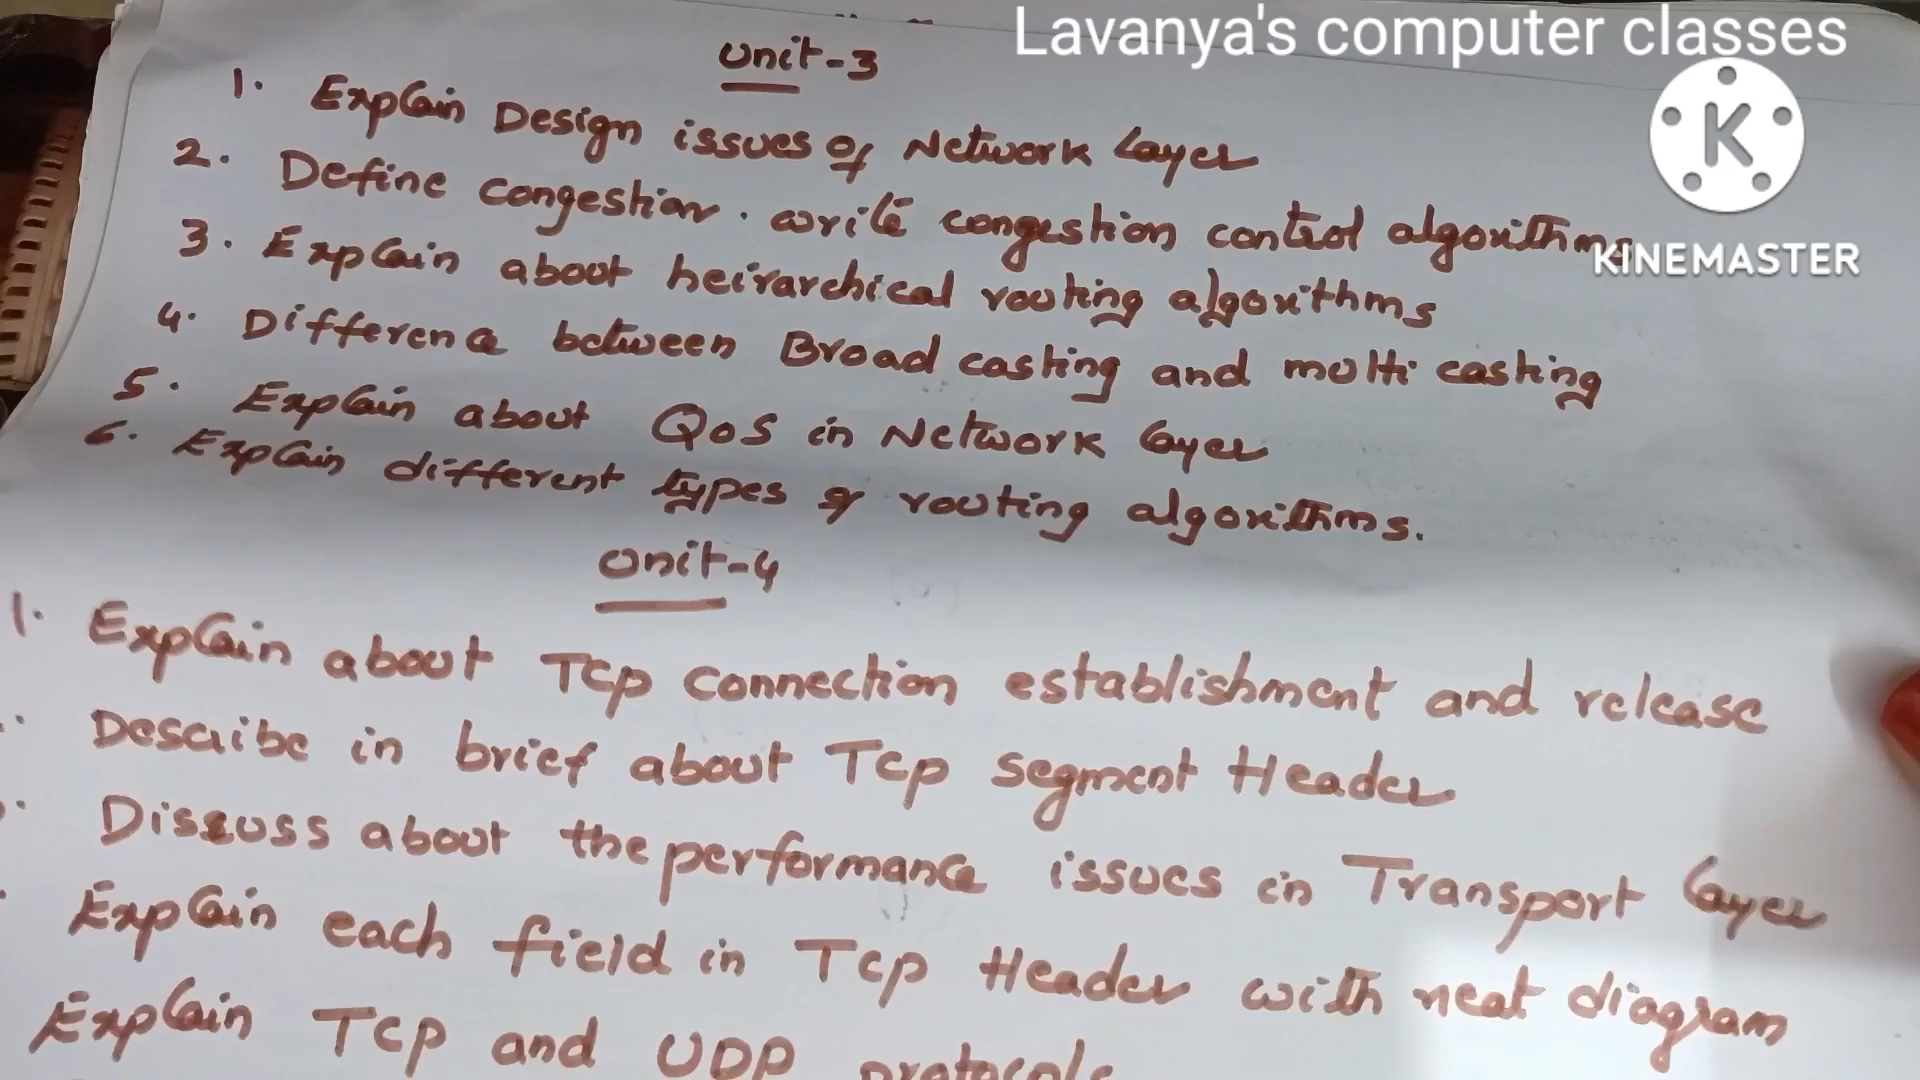 Lavanya's computer classes
K
KINEMASTER
Unit-3
1. Explain Design issues of Network Layer
2. Define congestion. write congestion control algorithms
3. Explain about heirarchical routing algorithms
4. Difference between Broad casting and multi casting
5. Explain about QoS in Network layer
6. Explain different types of routing algorithms.
Unit-4
1. Explain about TCP connection establishment and release
Describe in brief about TCP segment Header
Discuss about the performance issues in Transport layer
Explain each field in TCP Header with neat diagram
Explain TCP and UDP protocols